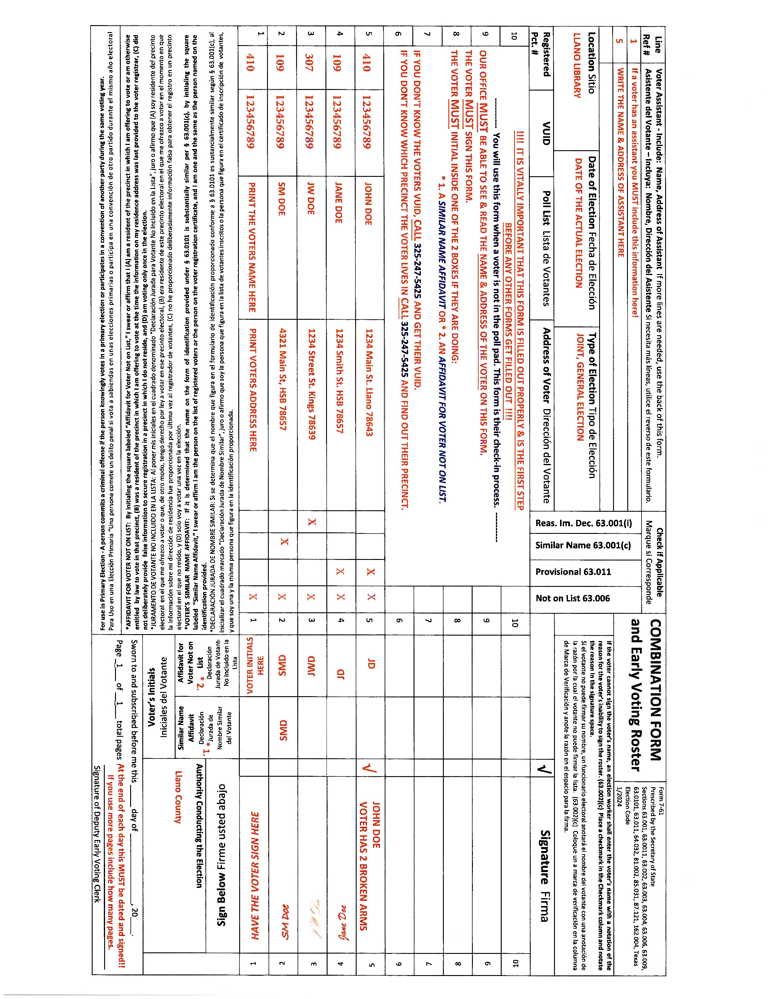 COMBINATION FORM
and Early Voting Roster
Form 7-61
Prescribed by the Secretary of State
Sections 63.001, 63.0011, 63.002, 63.003, 63.004, 63.006, 63.009,
63.0101, 63.011, 64.032, 81.002, 85.031, 87.121, 162.004, Texas
Election Code
1/2024
Line
Ref #
Voter Assistant - Include: Name, Address of Assistant If more lines are needed, use the back of this form.
Asistente del Votante – Incluya: Nombre, Dirección del Asistente Si necesita más líneas, utilice el reverso de este formulario.
1 If a voter has an assistant you MUST include this information here!
5 WRITE THE NAME & ADDRESS OF ASSISTANT HERE
Check if Applicable
Marque si Corresponde
If the voter cannot sign the voter's name, an election worker shall enter the voter's name with a notation of the
reason for the voter's inability to sign the roster. (63.002)(c) Place a checkmark in the Checkmark column and notate
the reason in the signature space.
Si el votante no puede firmar su nombre, un funcionario electoral anotará el nombre del votante con una anotación de
la razón por la cual el votante no puede firmar la lista. (63.002)(c) Coloque un a marca de verificación en la columna
de Marca de Verificación y anote la razón en el espacio para la firma.
Location Sitio
LLANO LIBRARY
Date of Election Fecha de Elección
DATE OF THE ACTUAL ELECTION
Type of Election Tipo de Elección
JOINT, GENERAL ELECTION
Registered
Pct. #
VUID
Poll List Lista de Votantes
Address of Voter Dirección del Votante
Reas. Im. Dec. 63.001(i)
Similar Name 63.001(c)
Provisional 63.011
Not on List 63.006
√
Signature Firma
10 !!!! IT IS VITALLY IMPORTANT THAT THIS FORM IS FILLED OUT PROPERLY & IS THE FIRST STEP 10 10
BEFORE ANY OTHER FORMS GET FILLED OUT !!!!
---------- You will use this form when a voter is not in the poll pad. This form is their check-in process. ----------
9 OUR OFFICE MUST BE ABLE TO SEE & READ THE NAME & ADDRESS OF THE VOTER ON THIS FORM. 9 9
THE VOTER MUST SIGN THIS FORM.
8 THE VOTER MUST INITIAL INSIDE ONE OF THE 2 BOXES IF THEY ARE DOING: 8 8
* 1. A SIMILAR NAME AFFIDAVIT OR * 2. AN AFFIDAVIT FOR VOTER NOT ON LIST.
7 IF YOU DON'T KNOW THE VOTERS VUID, CALL 325-247-5425 AND GET THEIR VUID. 7 7
6 IF YOU DON'T KNOW WHICH PRECINCT THE VOTER LIVES IN CALL 325-247-5425 AND FIND OUT THEIR PRECINCT. 6 6
5 410 123456789 JOHN DOE 1234 Main St. Llano 78643 X X 5 JD √ JOHN DOE
VOTER HAS 2 BROKEN ARMS 5
4 109 123456789 JANE DOE 1234 Smith St. HSB 78657 X X 4 JD Jane Doe 4
3 307 123456789 JW DOE 1234 Street St. Kings 78639 X X 3 JWD 3
2 109 123456789 SM DOE 4321 Main St, HSB 78657 X X 2 SMD SMD SM Doe 2
1 410 123456789 PRINT THE VOTERS NAME HERE PRINT VOTERS ADDRESS HERE X 1 VOTER INITIALS
HERE HAVE THE VOTER SIGN HERE 1
y que soy una y la misma persona que figura en la identificación proporcionada.
inicializar el cuadrado marcado "Declaración Jurada de Nombre Similar", juro o afirmo que soy la persona que figura en la lista de votantes inscritos o la persona que figura en el certificado de inscripción de votantes,
*DECLARACIÓN JURADA DE NOMBRE SIMILAR: Si se determina que el nombre que figura en el formulario de identificación proporcionado conforme a § 63.0101 es sustancialmente similar según § 63.001(c), al
identification provided.
labeled "Similar Name Affidavit," I swear or affirm I am the person on the list of registered voters or the person on the voter registration certificate, and I am one and the same as the person named on the
*VOTER'S SIMILAR NAME AFFIDAVIT: If it is determined that the name on the form of identification provided under § 63.0101 is substantially similar per § 63.001(c), by initialing the square
electoral en el que no resido, y (D) solo voy a votar una vez en la elección.
la información sobre mi dirección de residencia fue proporcionada por última vez al registrador de votantes, (C) no he proporcionado deliberadamente información falsa para obtener el registro en un precinto
electoral en el que me ofrezco a votar o que, de otro modo, tengo derecho por ley a votar en ese precinto electoral, (B) era residente de este precinto electoral en el que me ofrezco a votar en el momento en que
*JURAMENTO DE VOTANTE NO INCLUIDO EN LA LISTA: Al poner mis iniciales en el cuadrado denominado "Declaración Jurada para Votante No Incluido en la Lista", juro o afirmo que (A) soy residente del precinto
not deliberately provide false information to secure registration in a precinct in which I do not reside, and (D) am voting only once in the election.
entitled by law to vote in that precinct, (B) was a resident of the precinct in which I am offering to vote at the time the information on my residence address was last provided to the voter registrar, (C) did
*AFFIDAVIT FOR VOTER NOT ON LIST: By initialing the square labeled "Affidavit for Voter Not on List," I swear or affirm that I (A) am a resident of the precinct in which I am offering to vote or am otherwise
Para Uso en una Elección Primaria "Una persona comete un delito penal si vota a sabiendas en unas elecciones primarias o participa en una convención de otro partido durante el mismo año electoral
For use in Primary Election - A person commits a criminal offense if the person knowingly votes in a primary election or participates in a convention of another party during the same voting year.
Affidavit for
Voter Not on
List * 2.
Declaración
Jurada de Votant
No Incluido en la
Lista
Similar Name
Affidavit
Declaración * 1.
Jurada de
Nombre Similar
del Votante
Voter's Initials
Iniciales del Votante
Sign Below Firme usted abajo
Authority Conducting the Election
Llano County
Sworn to and subscribed before me this ____ day of ____________________, 20____.
Page _1___ of _1___ total pages
At the end of each day this MUST be dated and signed!!
If you use more pages include how many pages.
Signature of Deputy Early Voting Clerk